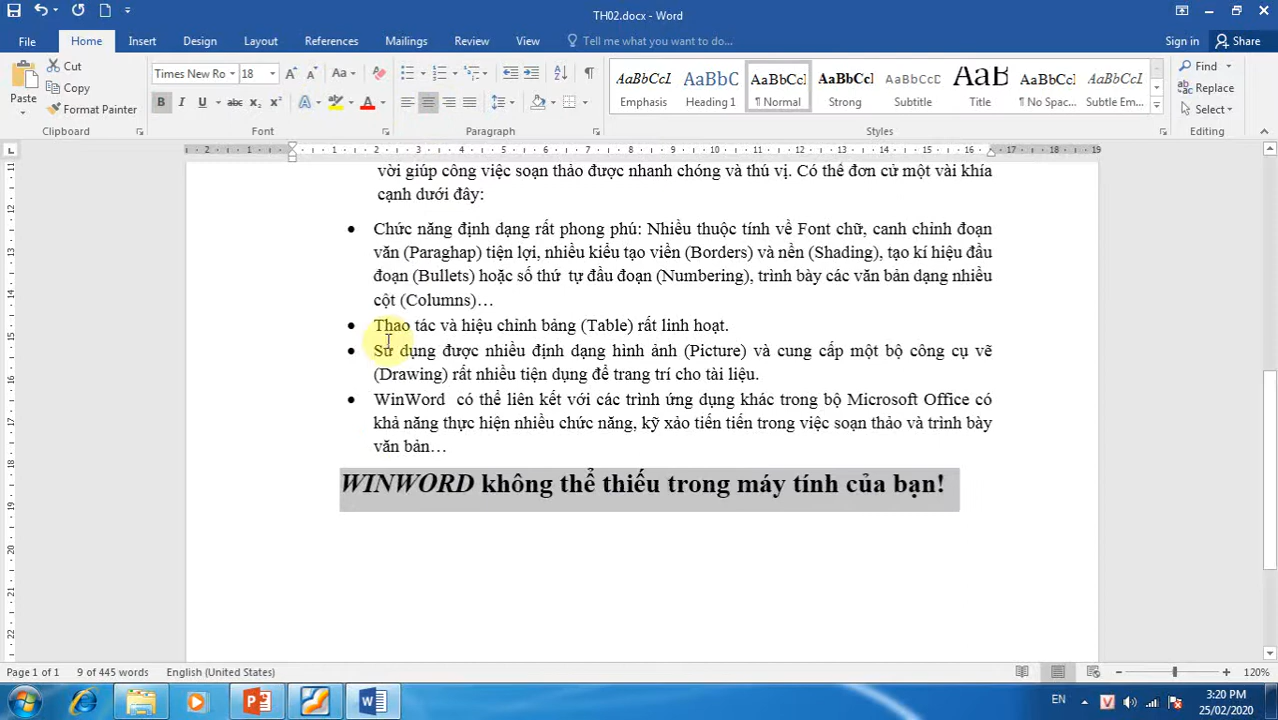 TH02.docx - Word
File Home Insert Design Layout References Mailings Review View Tell me what you want to do... Sign in Share
Cut
Copy
Format Painter
Paste
Clipboard
Times New Ro 18
Font
Paragraph
AaBbCcL AaBbC AaBbCcI AaBbCcI AaBbCcI AaB AaBbCcI AaBbCcI
Emphasis Heading 1 ¶ Normal Strong Subtitle Title ¶ No Spac... Subtle Em...
Styles
Find
Replace
Select
Editing
vời giúp công việc soạn thảo được nhanh chóng và thú vị. Có thể đơn cử một vài khía
cạnh dưới đây:
• Chức năng định dạng rất phong phú: Nhiều thuộc tính về Font chữ, canh chỉnh đoạn
văn (Paraghap) tiện lợi, nhiều kiểu tạo viền (Borders) và nền (Shading), tạo kí hiệu đầu
đoạn (Bullets) hoặc số thứ tự đầu đoạn (Numbering), trình bày các văn bản dạng nhiều
cột (Columns)…
• Thao tác và hiệu chỉnh bảng (Table) rất linh hoạt.
• Sử dụng được nhiều định dạng hình ảnh (Picture) và cung cấp một bộ công cụ vẽ
(Drawing) rất nhiều tiện dụng để trang trí cho tài liệu.
• WinWord có thể liên kết với các trình ứng dụng khác trong bộ Microsoft Office có
khả năng thực hiện nhiều chức năng, kỹ xảo tiến tiến trong việc soạn thảo và trình bày
văn bản…
WINWORD không thể thiếu trong máy tính của bạn!
Page 1 of 1 9 of 445 words English (United States) 120%
EN 3:20 PM
25/02/2020